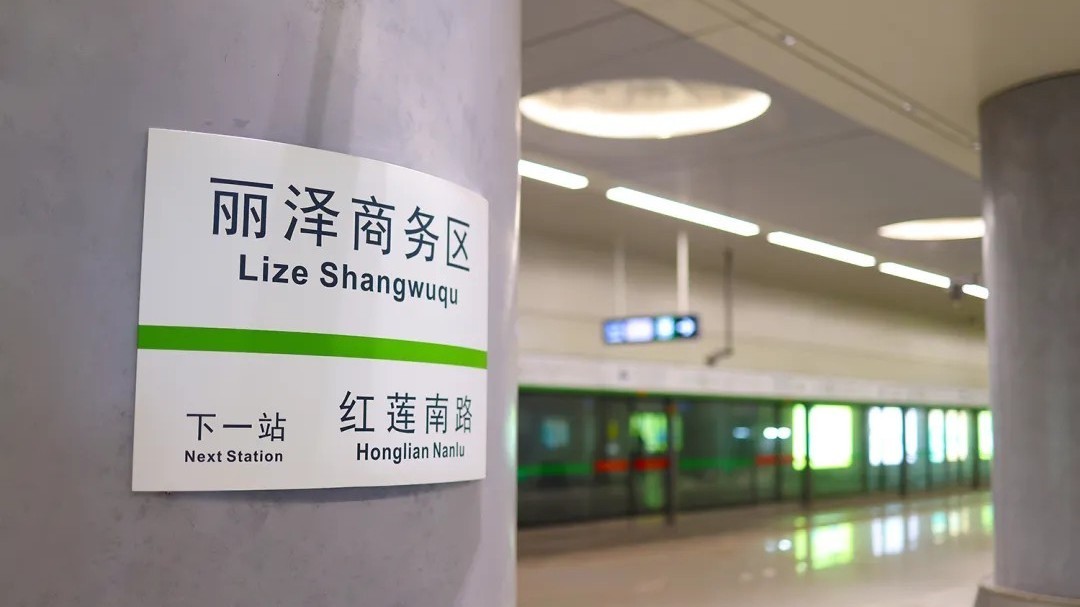 丽泽商务区
Lize Shangwuqu
下一站 红莲南路
Next Station Honglian Nanlu